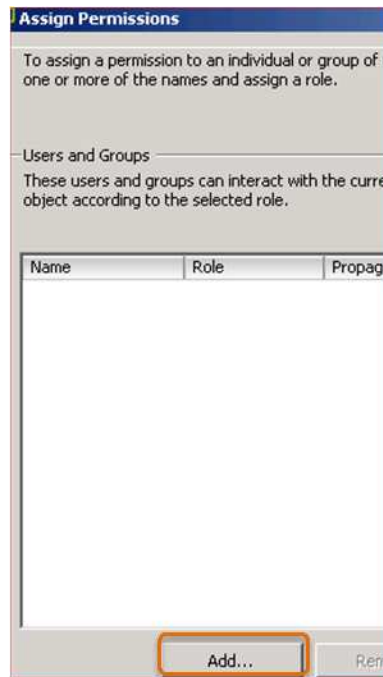 Assign Permissions
To assign a permission to an individual or group of
one or more of the names and assign a role.
Users and Groups
These users and groups can interact with the curre
object according to the selected role.
Name Role Propag
Add... Rem